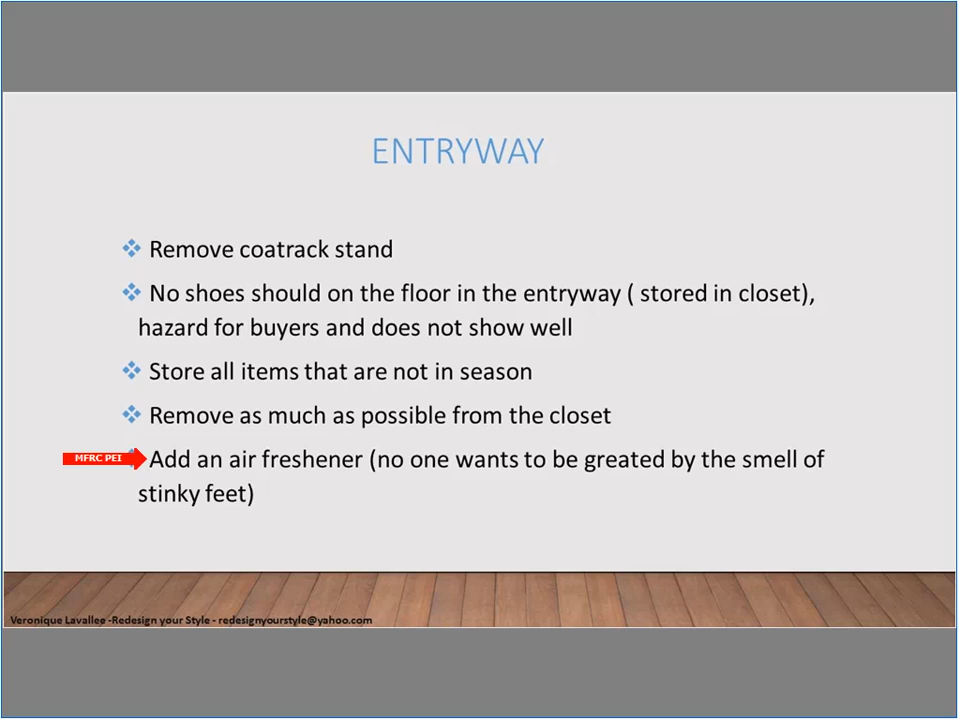 ENTRYWAY
Remove coatrack stand
No shoes should on the floor in the entryway ( stored in closet),
hazard for buyers and does not show well
Store all items that are not in season
Remove as much as possible from the closet
MFRC PEI
Add an air freshener (no one wants to be greated by the smell of
stinky feet)
Veronique Lavallee -Redesign your Style - redesignyourstyle@yahoo.com